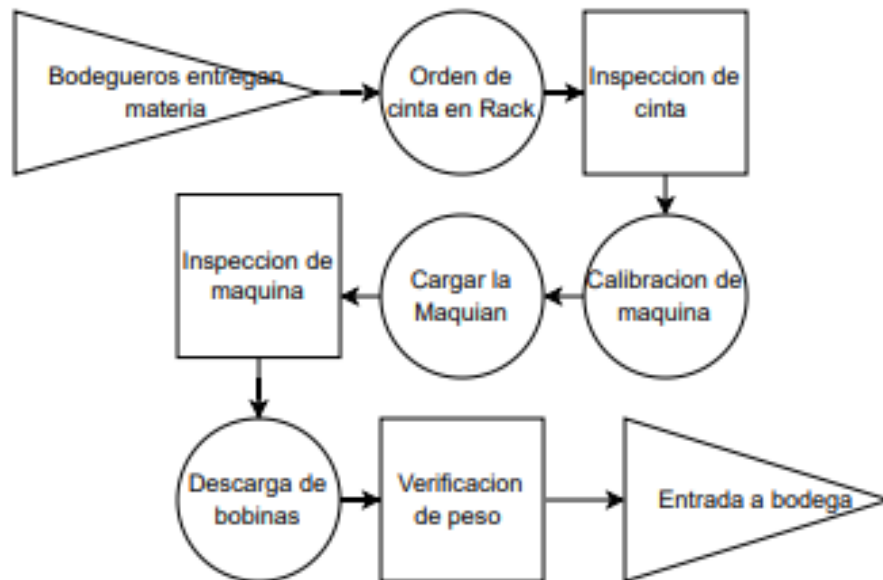 Bodegueros entregan
materia
Orden de
cinta en Rack
Inspeccion de
cinta
Calibracion de
maquina
Cargar la
Maquian
Inspeccion de
maquina
Descarga de
bobinas
Verificacion
de peso
Entrada a bodega